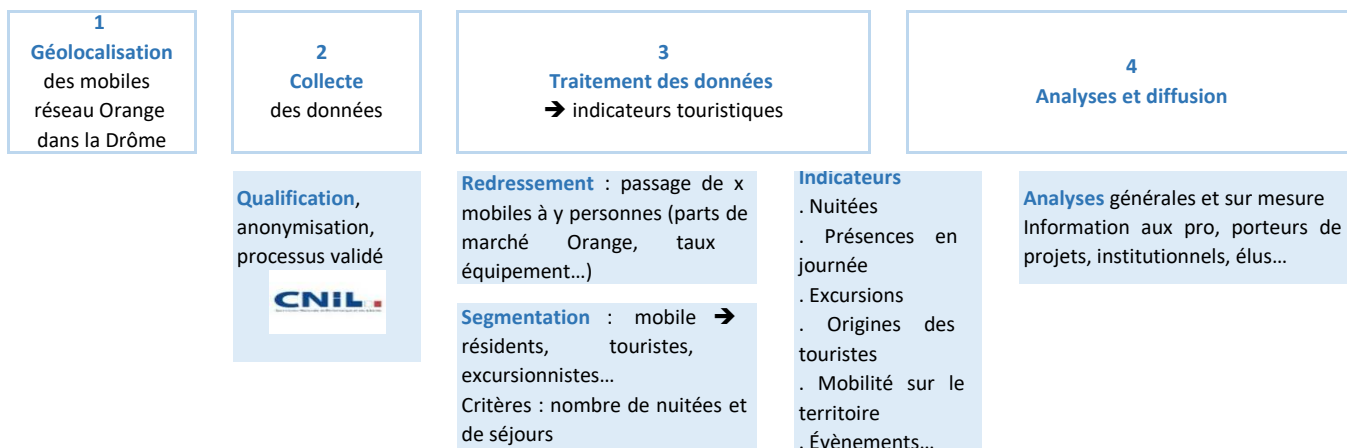 1
Géolocalisation
des mobiles
réseau Orange
dans la Drôme
2
Collecte
des données
3
Traitement des données
➔ indicateurs touristiques
4
Analyses et diffusion
Qualification,
anonymisation,
processus validé
CNIL
Redressement : passage de x
mobiles à y personnes (parts de
marché Orange, taux
équipement…)
Segmentation : mobile ➔
résidents, touristes,
excursionnistes…
Critères : nombre de nuitées et
de séjours
Indicateurs
. Nuitées
. Présences en
journée
. Excursions
. Origines des
touristes
. Mobilité sur le
territoire
. Évènements…
Analyses générales et sur mesure
Information aux pro, porteurs de
projets, institutionnels, élus…